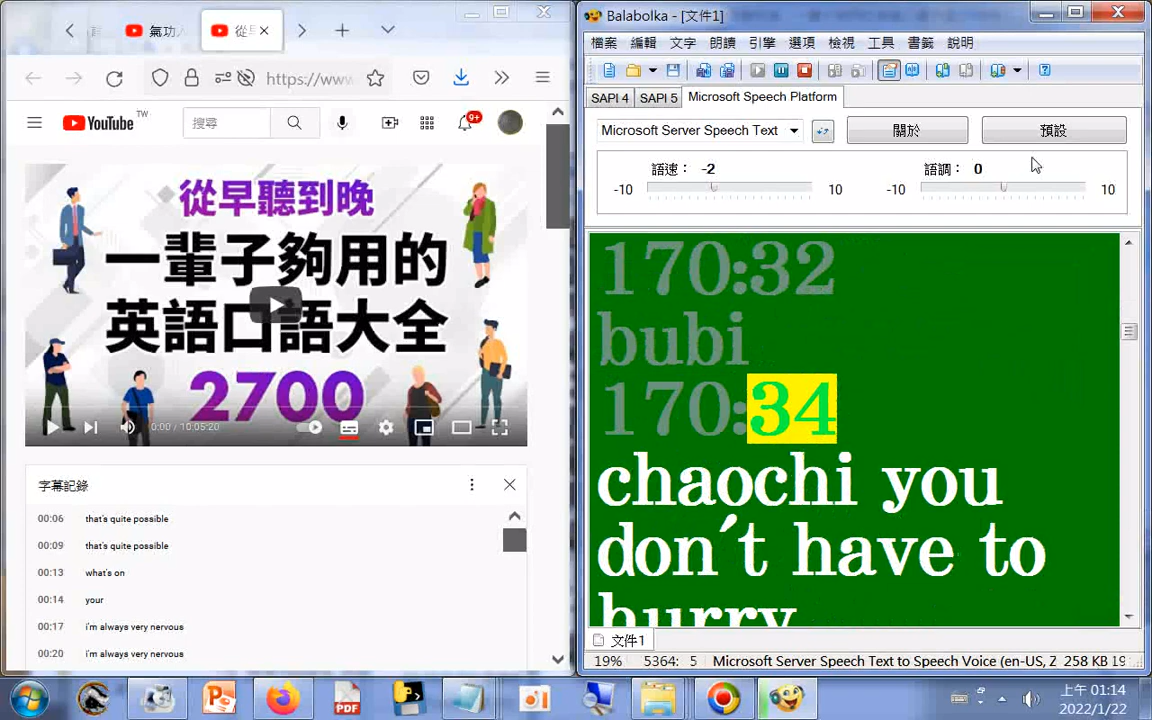 氣功
從
https://www
YouTube TW
搜尋
9+
從早聽到晚
一輩子夠用的
英語口語大全
2700
0:00 / 10:05:20
字幕記錄
00:06 that's quite possible
00:09 that's quite possible
00:13 what's on
00:14 your
00:17 i'm always very nervous
00:20 i'm always very nervous
Balabolka - [文件1]
檔案 編輯 文字 朗讀 引擎 選項 檢視 工具 書籤 說明
SAPI 4 SAPI 5 Microsoft Speech Platform
Microsoft Server Speech Text 關於 預設
語速： -2 語調： 0
-10 10 -10 10
170:32
bubi
170:34
chaochi you
don't have to
hurry
文件1
19% 5364: 5 Microsoft Server Speech Text to Speech Voice (en-US, Z 258 KB 19
PDF
上午 01:14
2022/1/22